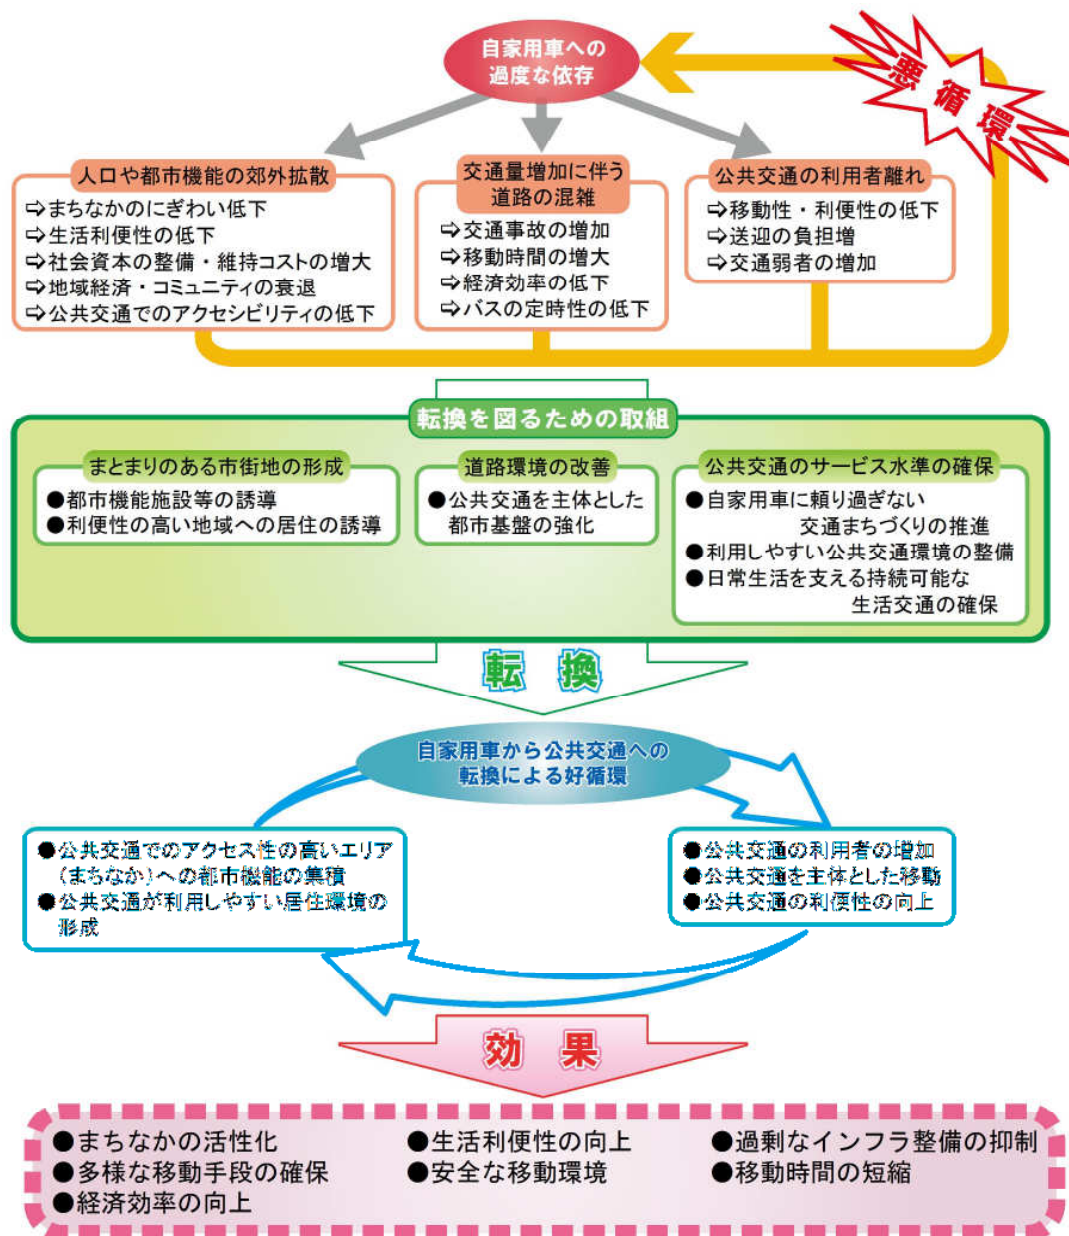 自家用車への
過度な依存
悪循環
人口や都市機能の郊外拡散
⇨まちなかのにぎわい低下
⇨生活利便性の低下
⇨社会資本の整備・維持コストの増大
⇨地域経済・コミュニティの衰退
⇨公共交通でのアクセシビリティの低下
交通量増加に伴う
道路の混雑
⇨交通事故の増加
⇨移動時間の増大
⇨経済効率の低下
⇨バスの定時性の低下
公共交通の利用者離れ
⇨移動性・利便性の低下
⇨送迎の負担増
⇨交通弱者の増加
転換を図るための取組
まとまりのある市街地の形成
●都市機能施設等の誘導
●利便性の高い地域への居住の誘導
道路環境の改善
●公共交通を主体とした
都市基盤の強化
公共交通のサービス水準の確保
●自家用車に頼り過ぎない
交通まちづくりの推進
●利用しやすい公共交通環境の整備
●日常生活を支える持続可能な
生活交通の確保
転換
自家用車から公共交通への
転換による好循環
●公共交通でのアクセス性の高いエリア
(まちなか)への都市機能の集積
●公共交通が利用しやすい居住環境の
形成
●公共交通の利用者の増加
●公共交通を主体とした移動
●公共交通の利便性の向上
効果
●まちなかの活性化
●多様な移動手段の確保
●経済効率の向上
●生活利便性の向上
●安全な移動環境
●過剰なインフラ整備の抑制
●移動時間の短縮